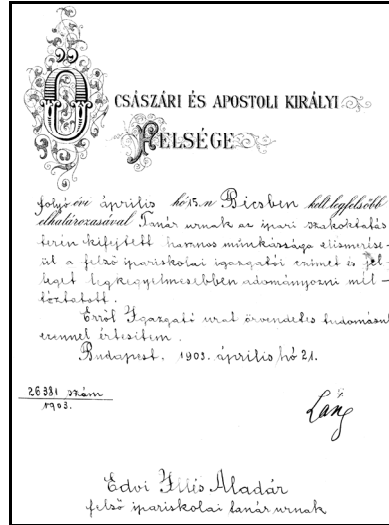 Ő CSÁSZÁRI ÉS APOSTOLI KIRÁLYI
FELSÉGE
folyó évi április hó 15.n Bécsben kelt legfelsőbb
elhatározásával Tanár urnak az ipari szakoktatás
terén kifejtett hasznos munkássága elismerésé-
ül a felső ipariskolai igazgatói czimet és jel-
leget legkegyelmesebben adományozni mél-
tóztatott.
Erről Igazgató urat örvendetes tudomásul
ezennel értesitem.
Budapest. 1903. április hó 21.
26381 szám
1903.
Láng
Edvi Illés Aladár
felső ipariskolai tanár urnak